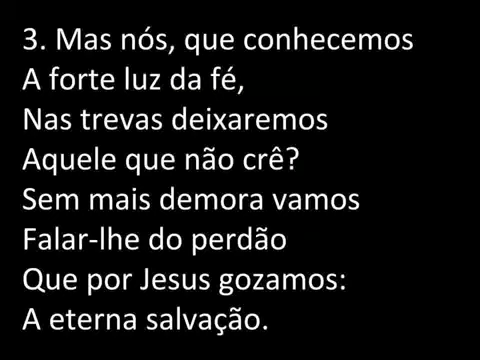 3. Mas nós, que conhecemos
A forte luz da fé,
Nas trevas deixaremos
Aquele que não crê?
Sem mais demora vamos
Falar-lhe do perdão
Que por Jesus gozamos:
A eterna salvação.